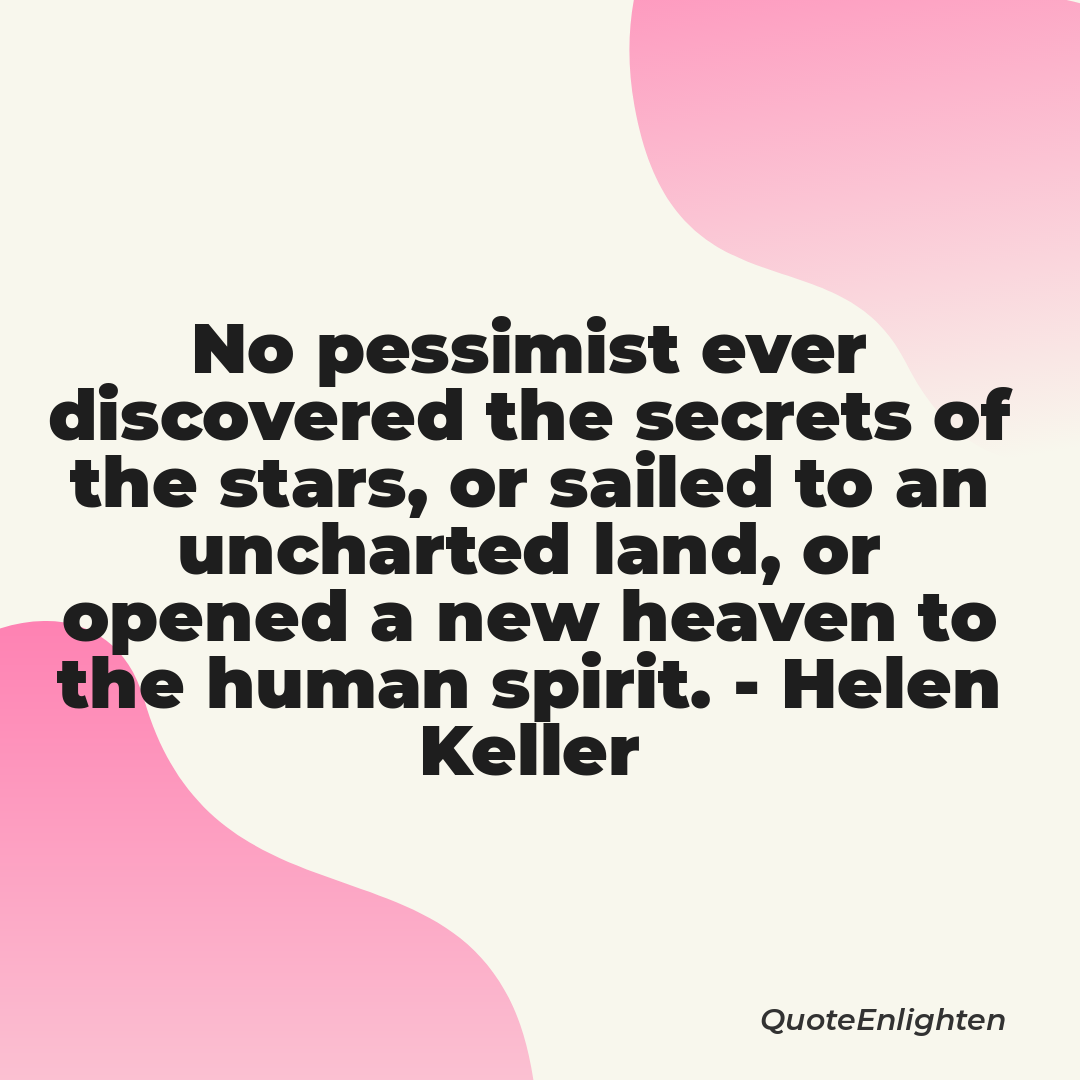 No pessimist ever
discovered the secrets of
the stars, or sailed to an
uncharted land, or
opened a new heaven to
the human spirit. - Helen
Keller
QuoteEnlighten